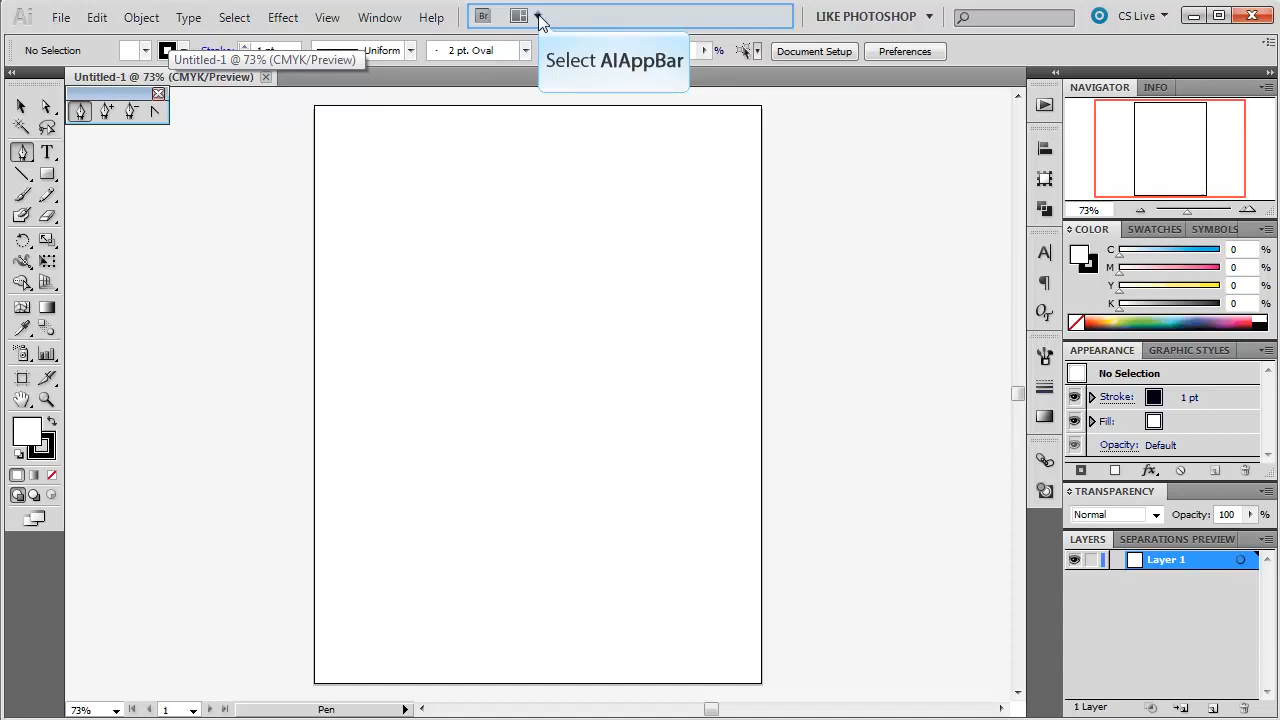 Ai File Edit Object Type Select Effect View Window Help Br LIKE PHOTOSHOP CS Live
No Selection Stroke: 1 pt Uniform 2 pt. Oval % Document Setup Preferences
Untitled-1 @ 73% (CMYK/Preview)
Select AIAppBar
Untitled-1 @ 73% (CMYK/Preview)
NAVIGATOR INFO
73%
COLOR SWATCHES SYMBOLS
C 0 %
M 0 %
Y 0 %
K 0 %
APPEARANCE GRAPHIC STYLES
No Selection
Stroke: 1 pt
Fill:
Opacity: Default
TRANSPARENCY
Normal Opacity: 100 %
LAYERS SEPARATIONS PREVIEW
Layer 1
1 Layer
73% 1 Pen